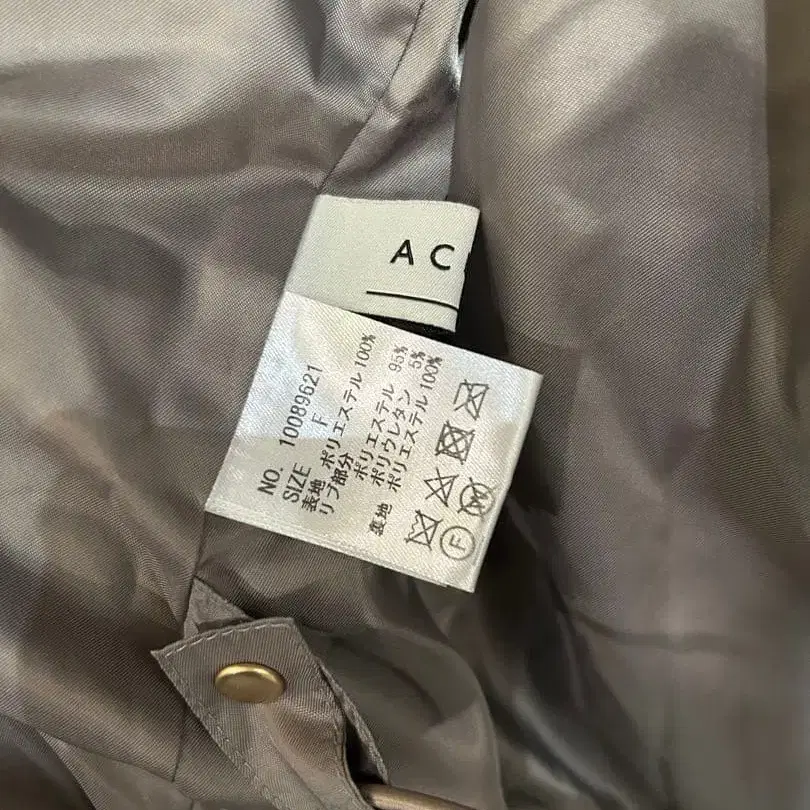 AC
NO. 10089621
SIZE F
表地 ポリエステル 100%
リブ部分
ポリエステル 95%
ポリウレタン 5%
裏地 ポリエステル 100%
F